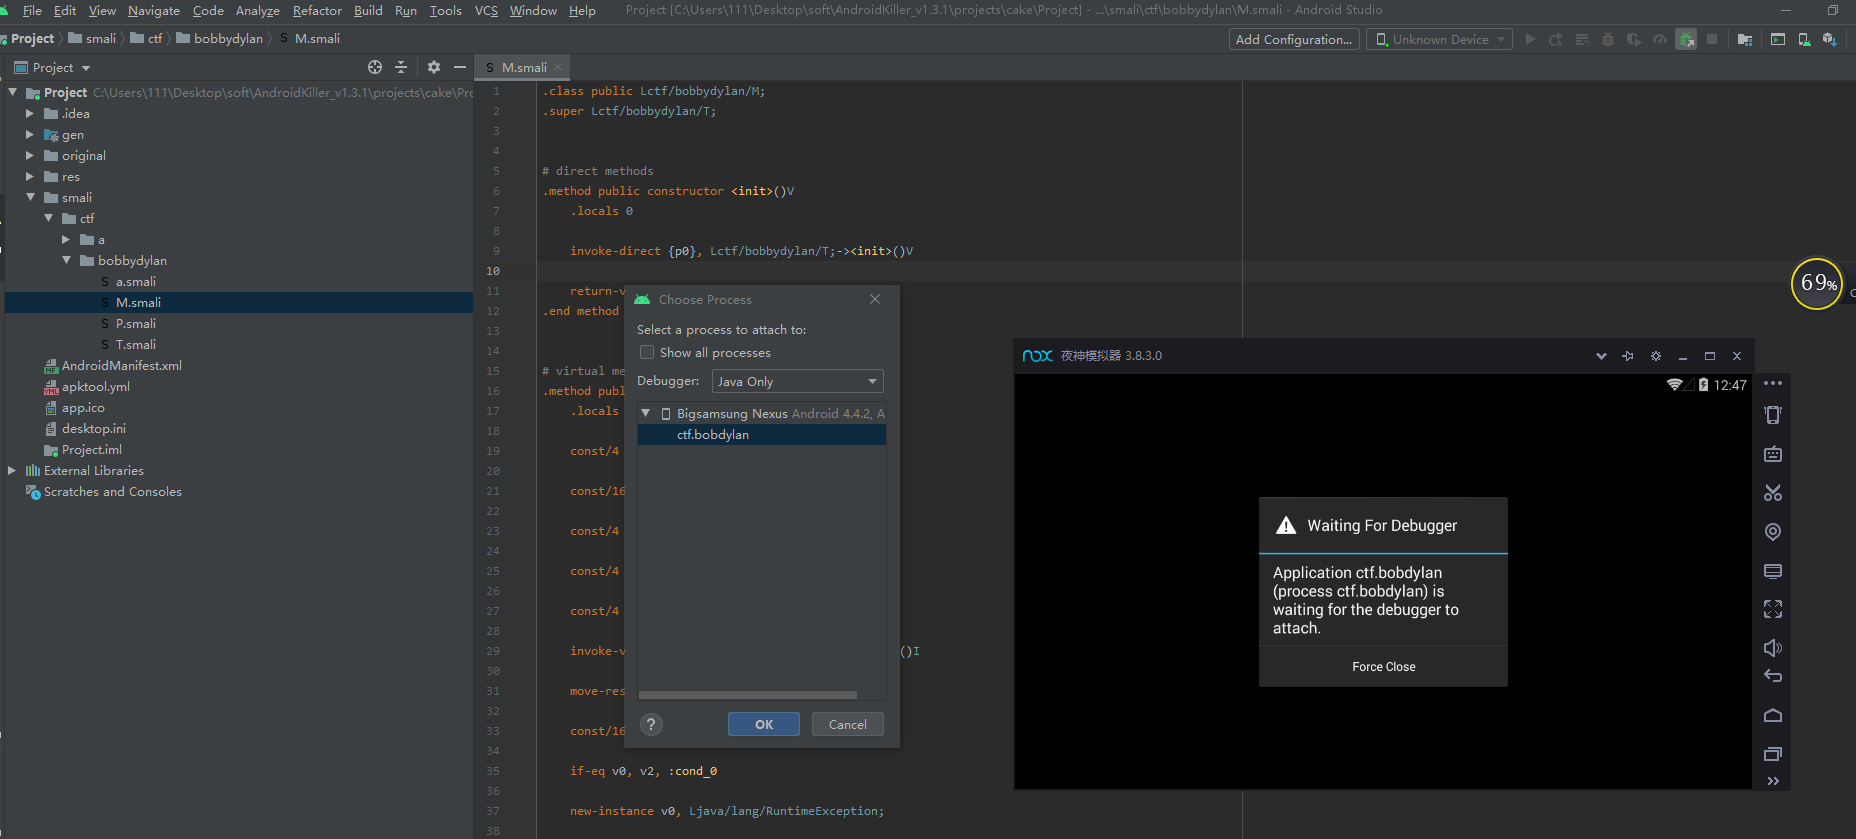 File Edit View Navigate Code Analyze Refactor Build Run Tools VCS Window Help Project [C:\Users\111\Desktop\soft\AndroidKiller_v1.3.1\projects\cake\Project] - ...\smali\ctf\bobbydylan\M.smali - Android Studio
Project smali ctf bobbydylan M.smali Add Configuration... Unknown Device
Project
M.smali
Project C:\Users\111\Desktop\soft\AndroidKiller_v1.3.1\projects\cake\Pro
.idea
gen
original
res
smali
ctf
a
bobbydylan
a.smali
M.smali
P.smali
T.smali
AndroidManifest.xml
apktool.yml
app.ico
desktop.ini
Project.iml
External Libraries
Scratches and Consoles
1 .class public Lctf/bobbydylan/M;
2 .super Lctf/bobbydylan/T;
3
4
5 # direct methods
6 .method public constructor <init>()V
7 .locals 0
8
9 invoke-direct {p0}, Lctf/bobbydylan/T;-><init>()V
10
11 return-v
12 .end method
13
14
15 # virtual me
16 .method publ
17 .locals
18
19 const/4
20
21 const/16
22
23 const/4
24
25 const/4
26
27 const/4
28
29 invoke-v ()I
30
31 move-res
32
33 const/16
34
35 if-eq v0, v2, :cond_0
36
37 new-instance v0, Ljava/lang/RuntimeException;
38
Choose Process
Select a process to attach to:
Show all processes
Debugger: Java Only
Bigsamsung Nexus Android 4.4.2, A
ctf.bobdylan
? OK Cancel
69%
nox 夜神模拟器 3.8.3.0
12:47
Waiting For Debugger
Application ctf.bobdylan
(process ctf.bobdylan) is
waiting for the debugger to
attach.
Force Close